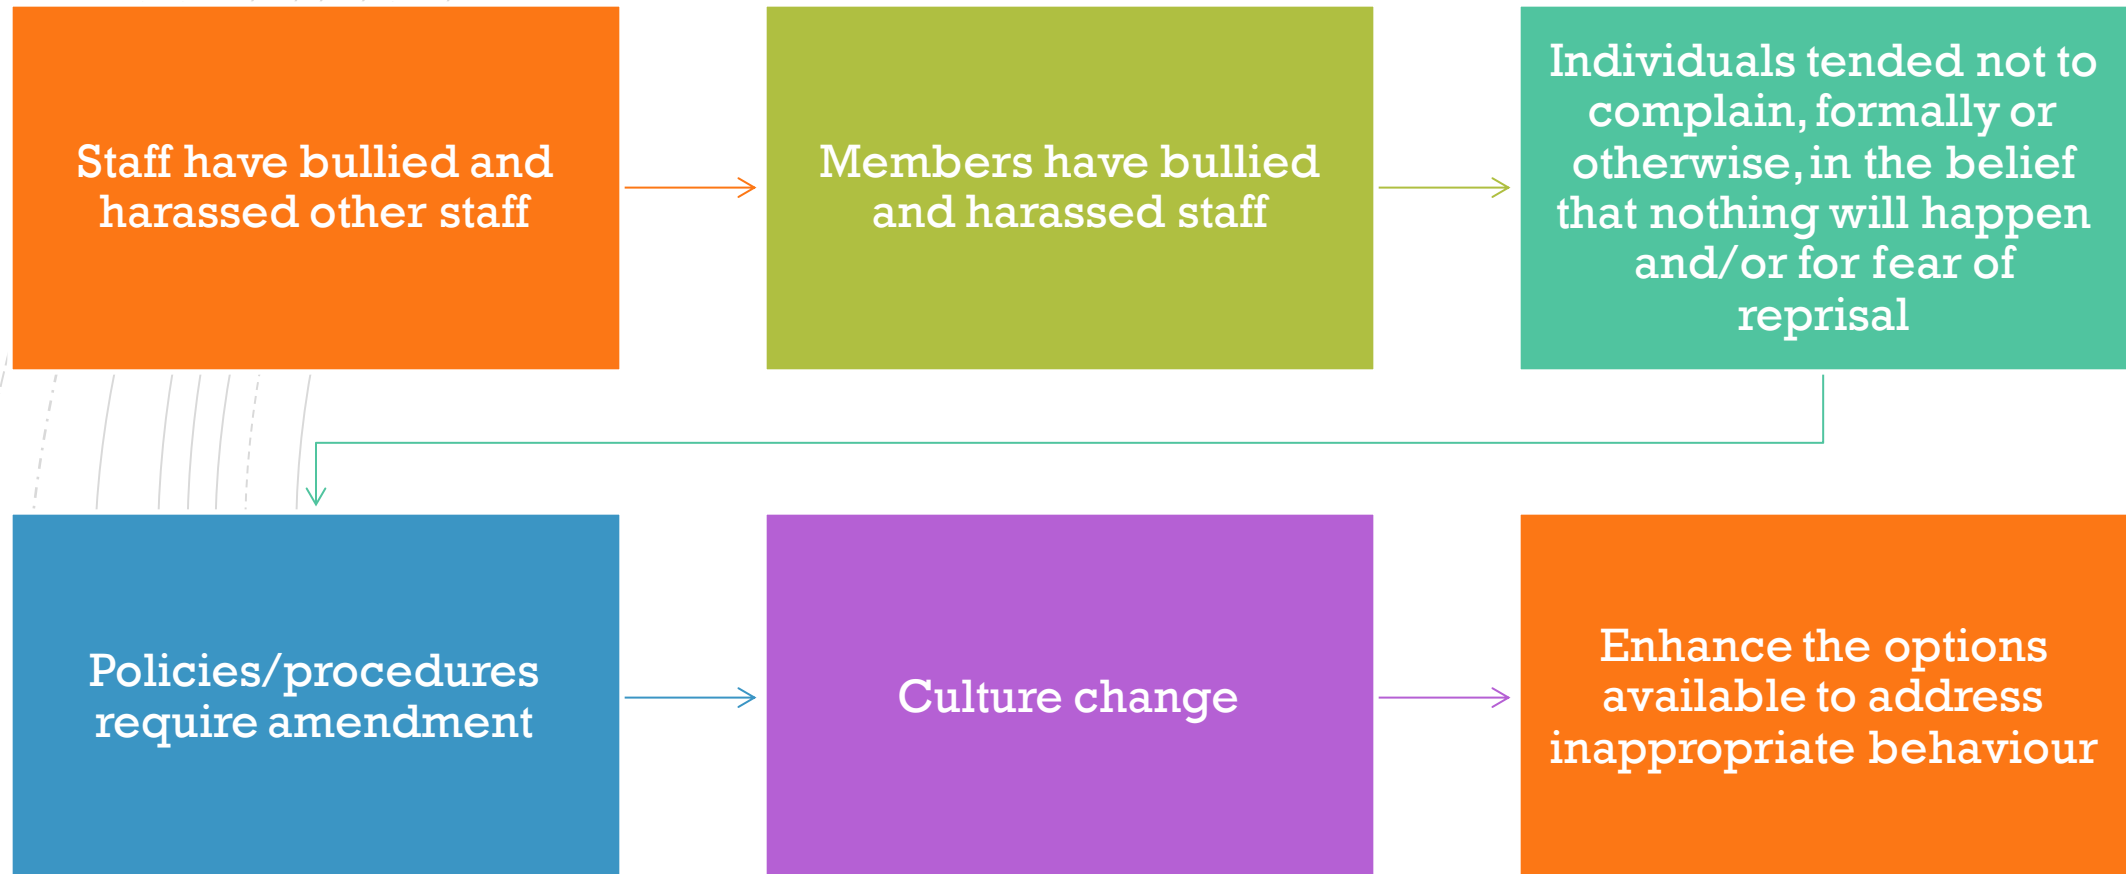 Staff have bullied and
harassed other staff
Members have bullied
and harassed staff
Individuals tended not to
complain, formally or
otherwise, in the belief
that nothing will happen
and/or for fear of
reprisal
Policies/procedures
require amendment
Culture change
Enhance the options
available to address
inappropriate behaviour